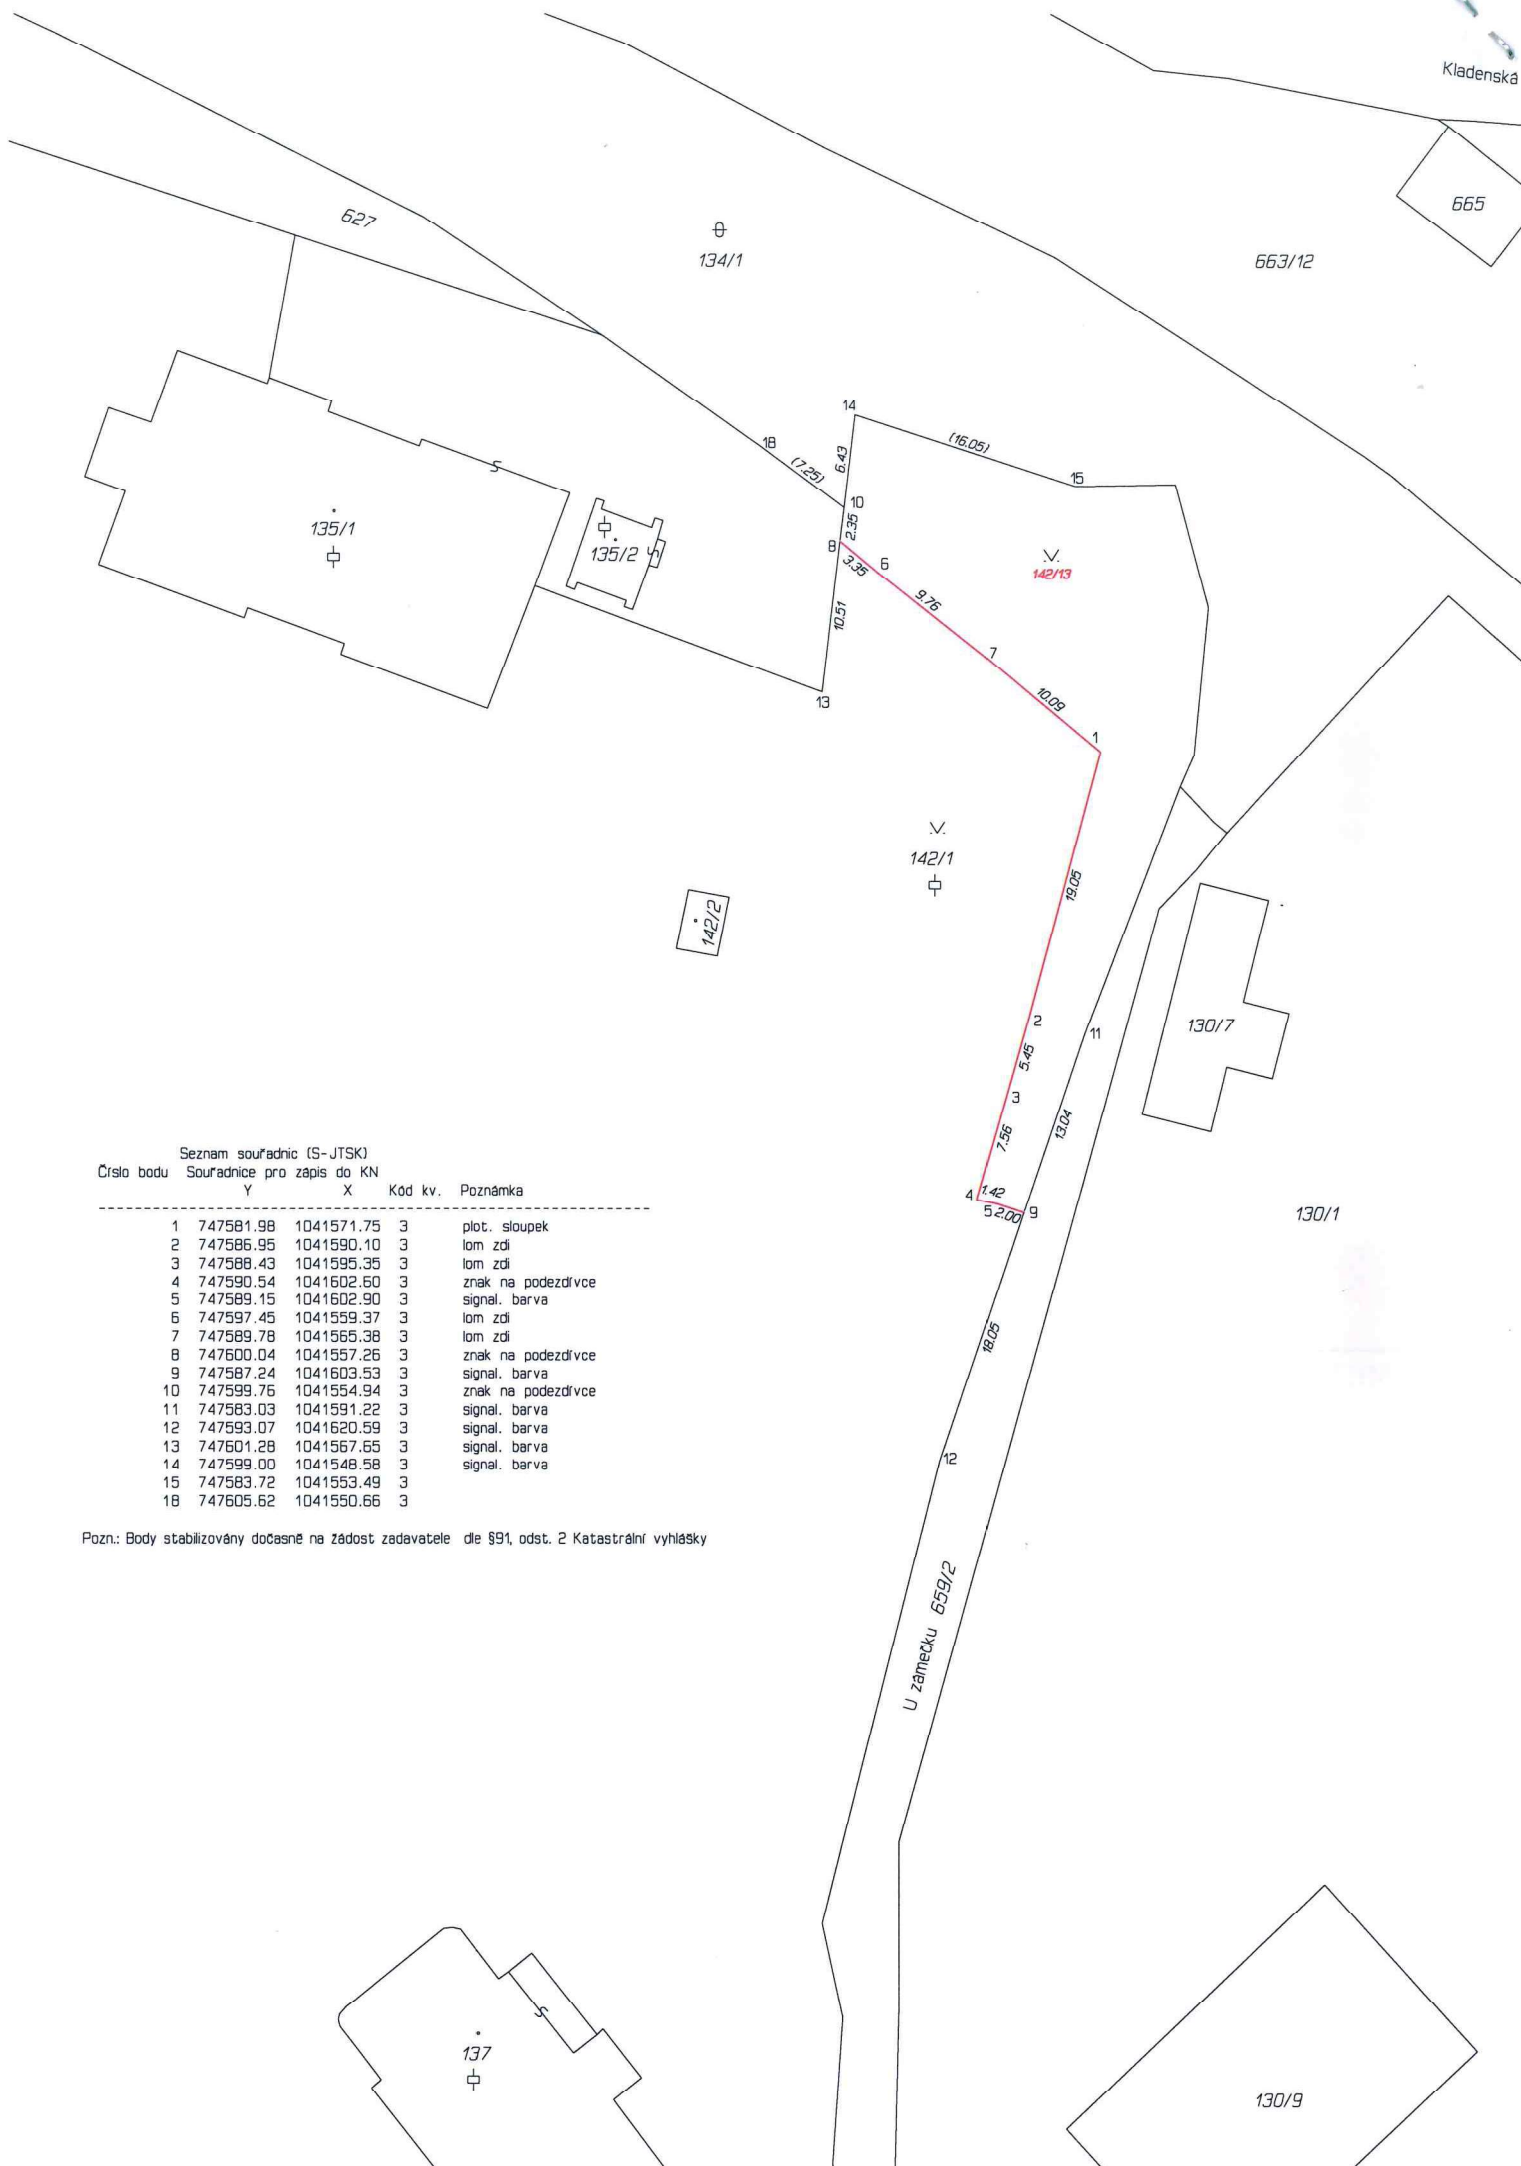 Kladenská
665
627
134/1
663/12
14
(16.05)
18
6.43
(7.25)
15
10
2.35
135/1
135/2
S
S
8
3.35
6
142/13
9.76
10.51
7
13
10.09
1
142/1
19.05
142/2
2
11
130/7
5.45
3
13.04
7.56
4
1.42
5
2.00
9
130/1
Seznam souřadnic (S-JTSK)
Číslo bodu Souřadnice pro zápis do KN
Y X Kód kv. Poznámka
1 747581.98 1041571.75 3 plot. sloupek
2 747586.95 1041590.10 3 lom zdi
3 747588.43 1041595.35 3 lom zdi
4 747590.54 1041602.60 3 znak na podezdívce
5 747589.15 1041602.90 3 signal. barva
6 747597.45 1041559.37 3 lom zdi
7 747589.78 1041565.38 3 lom zdi
8 747600.04 1041557.26 3 znak na podezdívce
9 747587.24 1041603.53 3 signal. barva
10 747599.76 1041554.94 3 znak na podezdívce
11 747583.03 1041591.22 3 signal. barva
12 747593.07 1041620.59 3 signal. barva
13 747601.28 1041567.65 3 signal. barva
14 747599.00 1041548.58 3 signal. barva
15 747583.72 1041553.49 3
18 747605.62 1041550.66 3
18.05
12
Pozn.: Body stabilizovány dočasně na žádost zadavatele dle §91, odst. 2 Katastrální vyhlášky
U zámečku 659/2
S
137
130/9